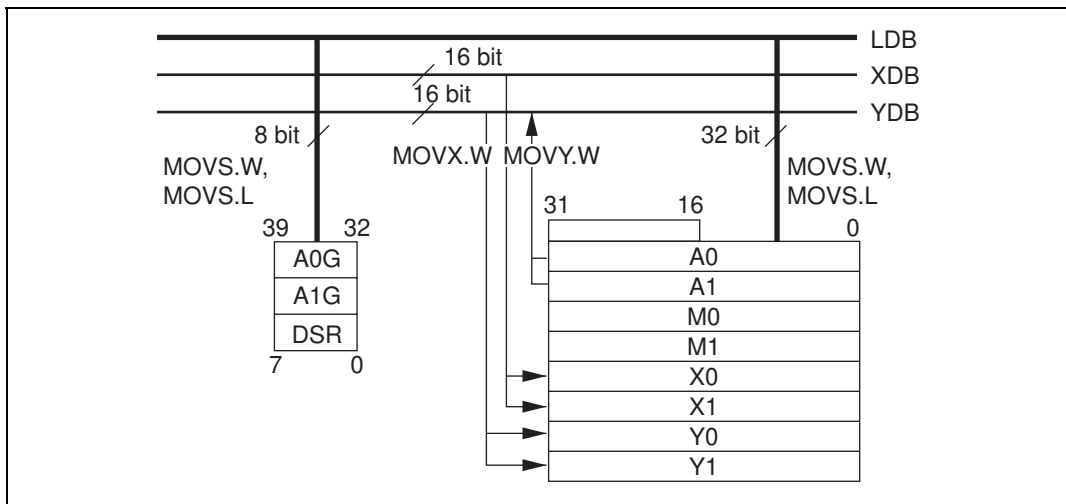 LDB
16 bit
XDB
16 bit
YDB
8 bit
32 bit
MOVX.W MOVY.W
MOVS.W,
MOVS.L
MOVS.W,
MOVS.L
31 16
0
39 32
A0G
A1G
DSR
7 0
A0
A1
M0
M1
X0
X1
Y0
Y1